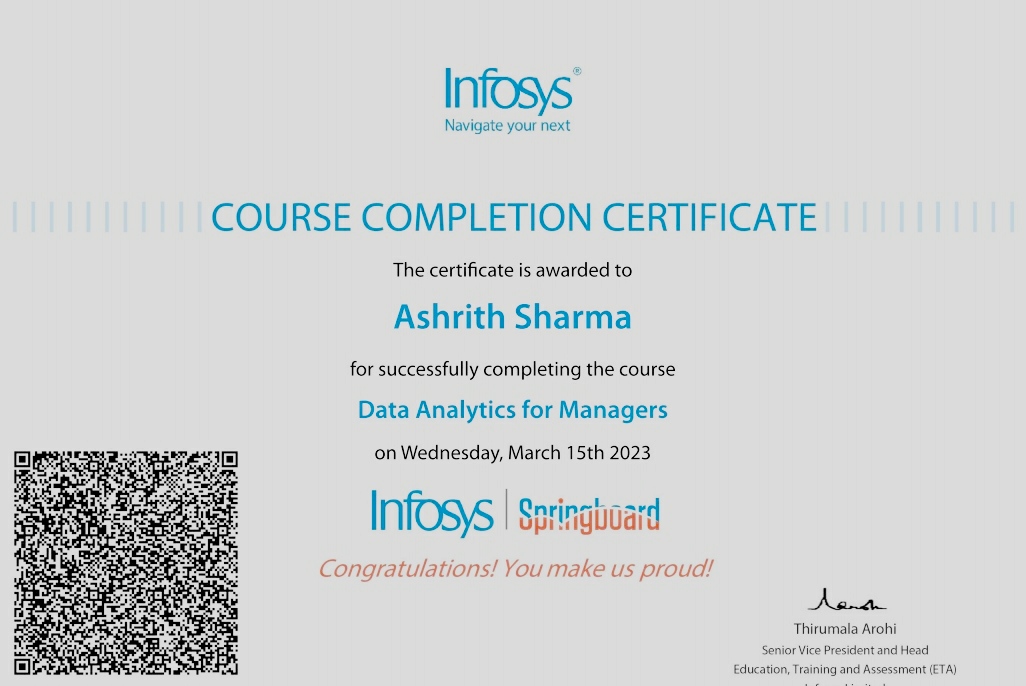 Infosys®
Navigate your next
COURSE COMPLETION CERTIFICATE
The certificate is awarded to
Ashrith Sharma
for successfully completing the course
Data Analytics for Managers
on Wednesday, March 15th 2023
Infosys | Springboard
Congratulations! You make us proud!
Thirumala Arohi
Senior Vice President and Head
Education, Training and Assessment (ETA)